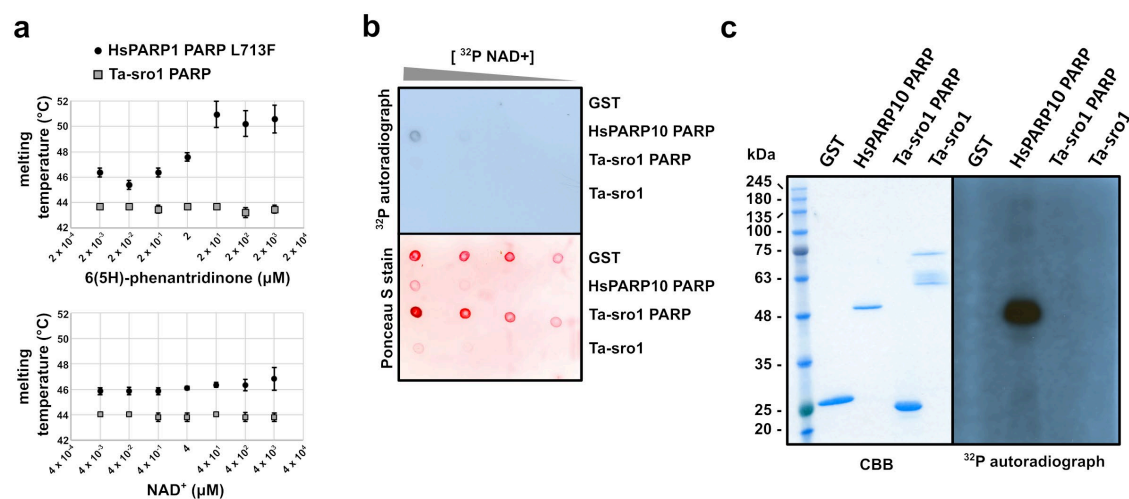 a
HsPARP1 PARP L713F
Ta-sro1 PARP
melting
temperature (°C)
52
50
48
46
44
42
2 x 10⁻⁴
2 x 10⁻³
2 x 10⁻²
2 x 10⁻¹
2
2 x 10¹
2 x 10²
2 x 10³
2 x 10⁴
6(5H)-phenantridinone (µM)
melting
temperature (°C)
52
50
48
46
44
42
4 x 10⁻⁴
4 x 10⁻³
4 x 10⁻²
4 x 10⁻¹
4
4 x 10¹
4 x 10²
4 x 10³
4 x 10⁴
NAD⁺ (µM)
b
[ ³²P NAD+]
³²P autoradiograph
GST
HsPARP10 PARP
Ta-sro1 PARP
Ta-sro1
Ponceau S stain
GST
HsPARP10 PARP
Ta-sro1 PARP
Ta-sro1
c
GST
HsPARP10 PARP
Ta-sro1 PARP
Ta-sro1
GST
HsPARP10 PARP
Ta-sro1 PARP
Ta-sro1
kDa
245
180 -
135
100 -
75 -
63 -
48 -
35 -
25 -
20 -
CBB
³²P autoradiograph